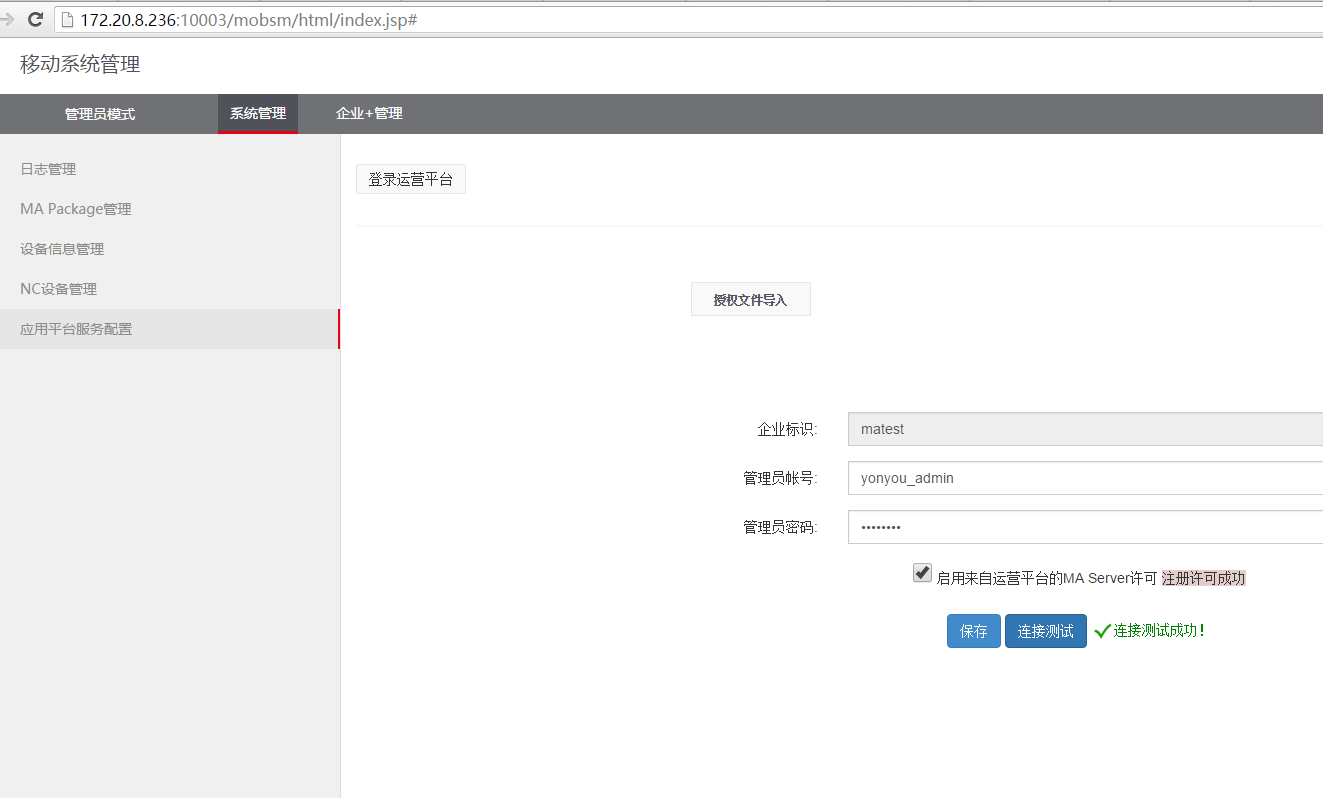 172.20.8.236:10003/mobsm/html/index.jsp#
移动系统管理
管理员模式 系统管理 企业+管理
日志管理
MA Package管理
设备信息管理
NC设备管理
应用平台服务配置
登录运营平台
授权文件导入
企业标识: matest
管理员帐号: yonyou_admin
管理员密码: ••••••••
启用来自运营平台的MA Server许可 注册许可成功
保存 连接测试 连接测试成功！